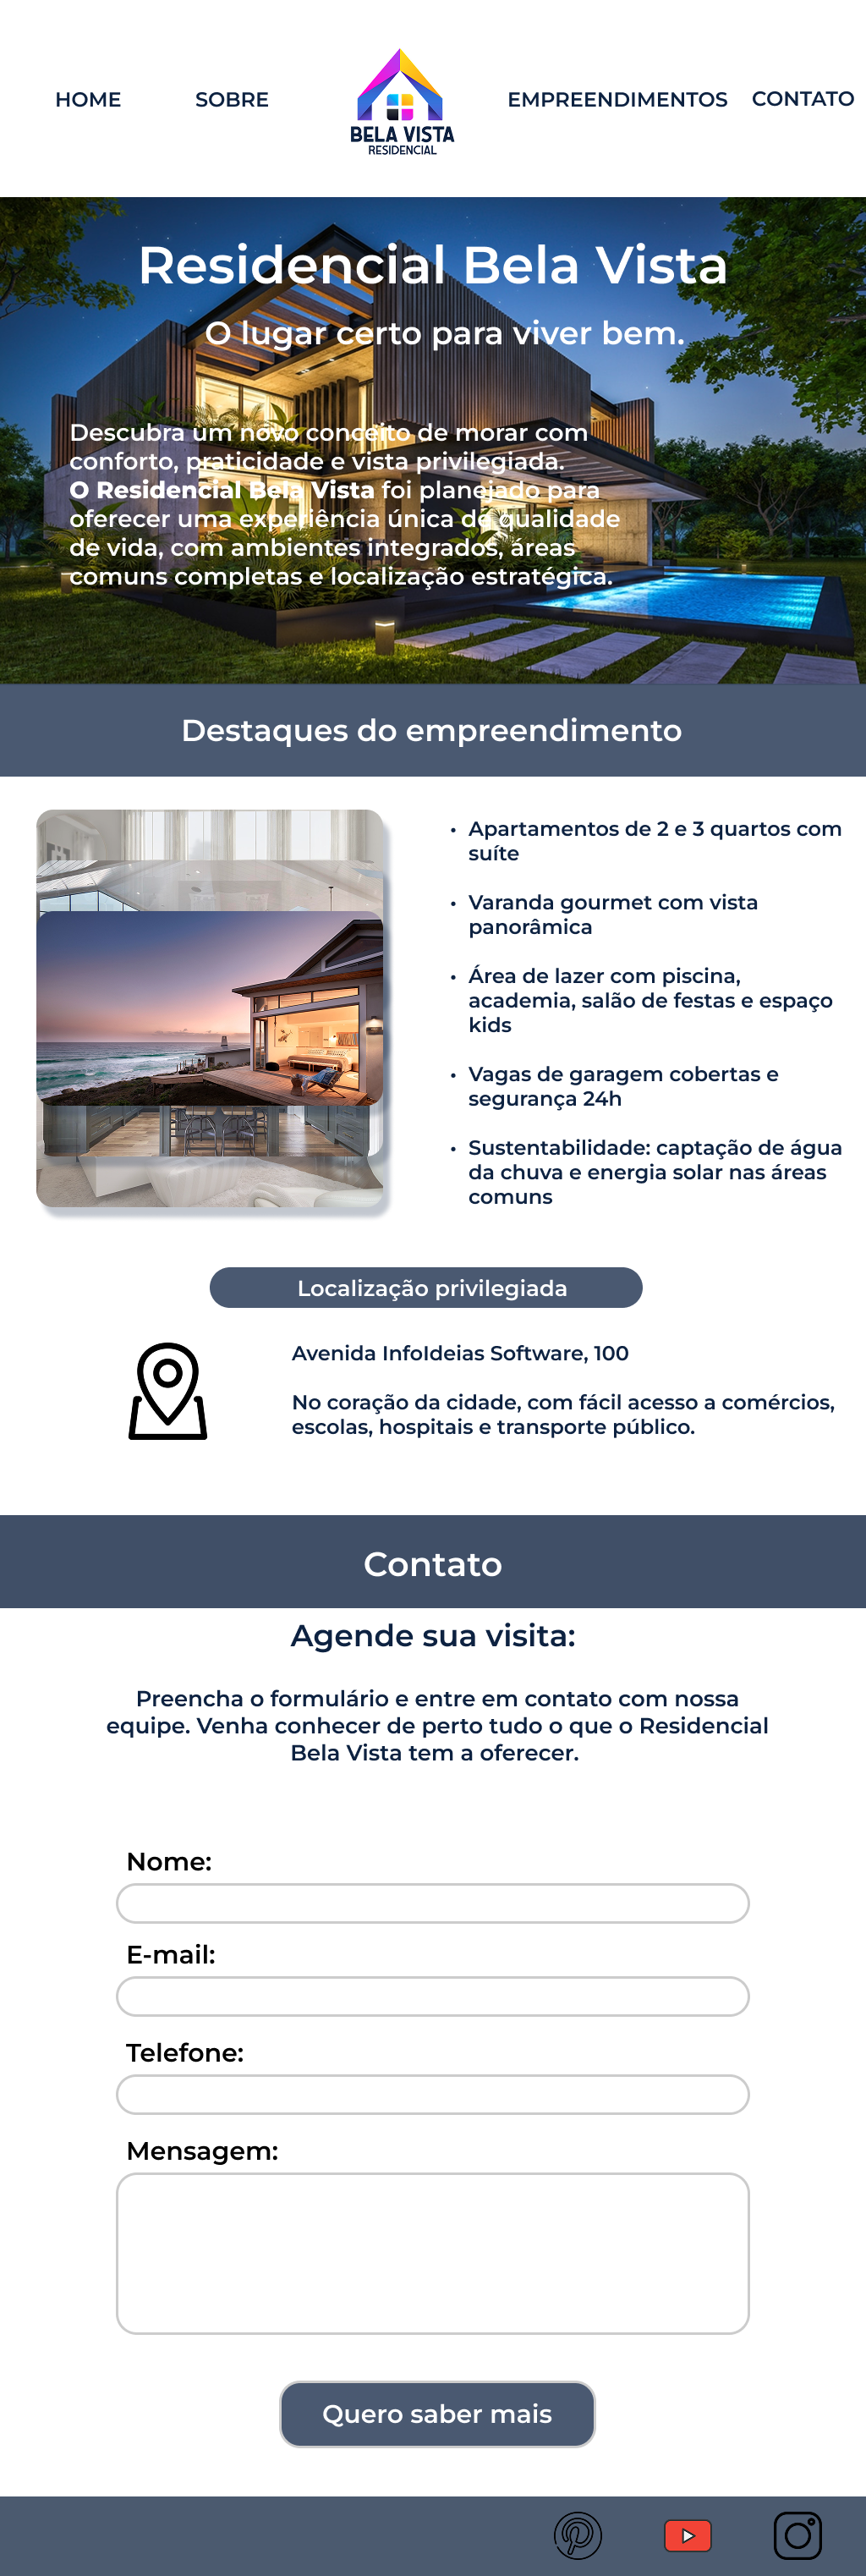 HOME
SOBRE
BELA VISTA
RESIDENCIAL
EMPREENDIMENTOS
CONTATO
Residencial Bela Vista
O lugar certo para viver bem.
Descubra um novo conceito de morar com
conforto, praticidade e vista privilegiada.
O Residencial Bela Vista foi planejado para
oferecer uma experiência única de qualidade
de vida, com ambientes integrados, áreas
comuns completas e localização estratégica.
Destaques do empreendimento
• Apartamentos de 2 e 3 quartos com
suíte
• Varanda gourmet com vista
panorâmica
• Área de lazer com piscina,
academia, salão de festas e espaço
kids
• Vagas de garagem cobertas e
segurança 24h
• Sustentabilidade: captação de água
da chuva e energia solar nas áreas
comuns
Localização privilegiada
Avenida InfoIdeias Software, 100
No coração da cidade, com fácil acesso a comércios,
escolas, hospitais e transporte público.
Contato
Agende sua visita:
Preencha o formulário e entre em contato com nossa
equipe. Venha conhecer de perto tudo o que o Residencial
Bela Vista tem a oferecer.
Nome:
E-mail:
Telefone:
Mensagem:
Quero saber mais